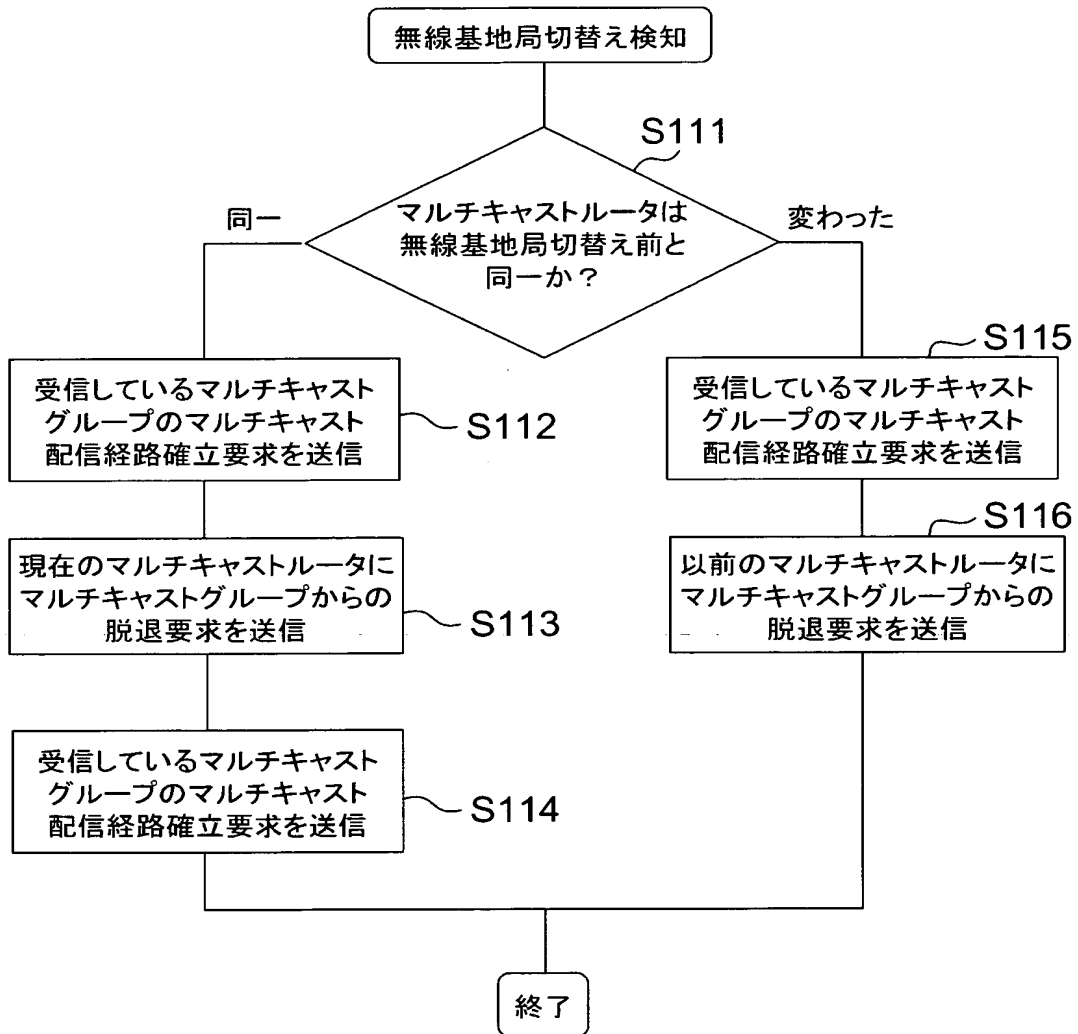 無線基地局切替え検知
S111
マルチキャストルータは
無線基地局切替え前と
同一か?
同一
変わった
受信しているマルチキャスト
グループのマルチキャスト
配信経路確立要求を送信
S112
現在のマルチキャストルータに
マルチキャストグループからの
脱退要求を送信
S113
受信しているマルチキャスト
グループのマルチキャスト
配信経路確立要求を送信
S114
S115
受信しているマルチキャスト
グループのマルチキャスト
配信経路確立要求を送信
S116
以前のマルチキャストルータに
マルチキャストグループからの
脱退要求を送信
終了